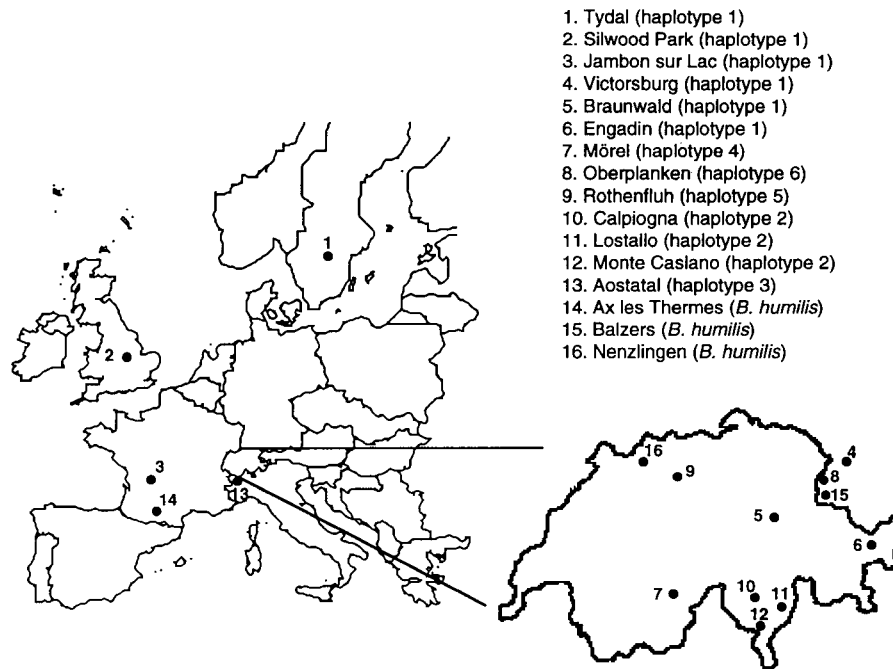 1. Tydal (haplotype 1)
2. Silwood Park (haplotype 1)
3. Jambon sur Lac (haplotype 1)
4. Victorsburg (haplotype 1)
5. Braunwald (haplotype 1)
6. Engadin (haplotype 1)
7. Mörel (haplotype 4)
8. Oberplanken (haplotype 6)
9. Rothenfluh (haplotype 5)
10. Calpiogna (haplotype 2)
11. Lostallo (haplotype 2)
12. Monte Caslano (haplotype 2)
13. Aostatal (haplotype 3)
14. Ax les Thermes (B. humilis)
15. Balzers (B. humilis)
16. Nenzlingen (B. humilis)
1
2
3
14
13
16
9
4
8
15
5
6
7
10
11
12